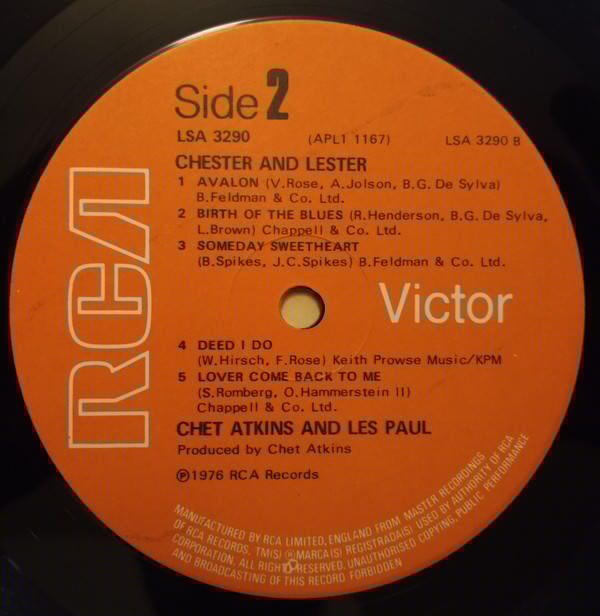 Side 2
LSA 3290 (APL1 1167) LSA 3290 B
CHESTER AND LESTER
1 AVALON (V.Rose, A.Jolson, B.G. De Sylva)
B.Feldman & Co. Ltd.
2 BIRTH OF THE BLUES (R.Henderson, B.G. De Sylva,
L.Brown) Chappell & Co. Ltd.
3 SOMEDAY SWEETHEART
(B.Spikes, J.C.Spikes) B.Feldman & Co. Ltd.
RCA
Victor
4 DEED I DO
(W.Hirsch, F.Rose) Keith Prowse Music/KPM
5 LOVER COME BACK TO ME
(S.Romberg, O.Hammerstein II)
Chappell & Co. Ltd.
CHET ATKINS AND LES PAUL
Produced by Chet Atkins
℗1976 RCA Records
MANUFACTURED BY RCA LIMITED, ENGLAND FROM MASTER RECORDINGS
OF RCA RECORDS. TM(S) ® MARCA(S) REGISTRADA(S) USED BY AUTHORITY OF RCA
CORPORATION. ALL RIGHTS RESERVED. UNAUTHORISED COPYING, PUBLIC PERFORMANCE
AND BROADCASTING OF THIS RECORD FORBIDDEN